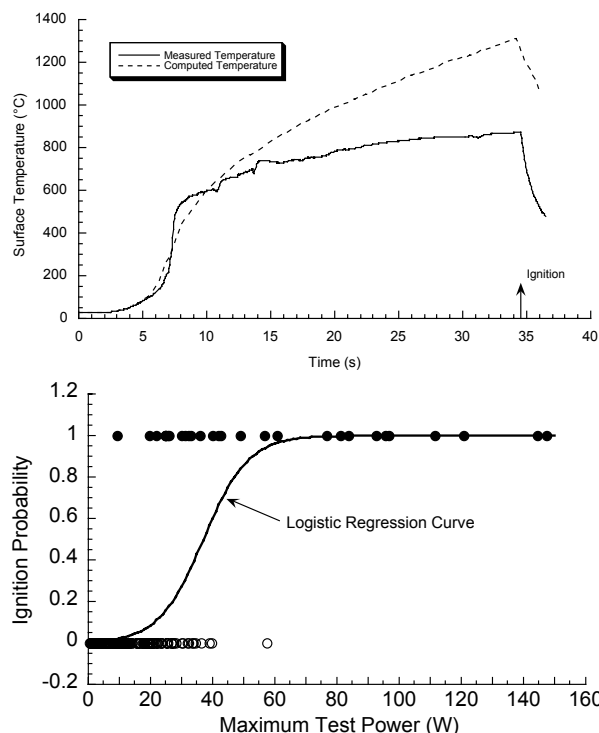 1400
1200
1000
800
600
400
200
0
Surface Temperature (°C)
Measured Temperature
Computed Temperature
Ignition
0 5 10 15 20 25 30 35 40
Time (s)
1.2
1
0.8
0.6
0.4
0.2
0
-0.2
Ignition Probability
Logistic Regression Curve
0 20 40 60 80 100 120 140 160
Maximum Test Power (W)